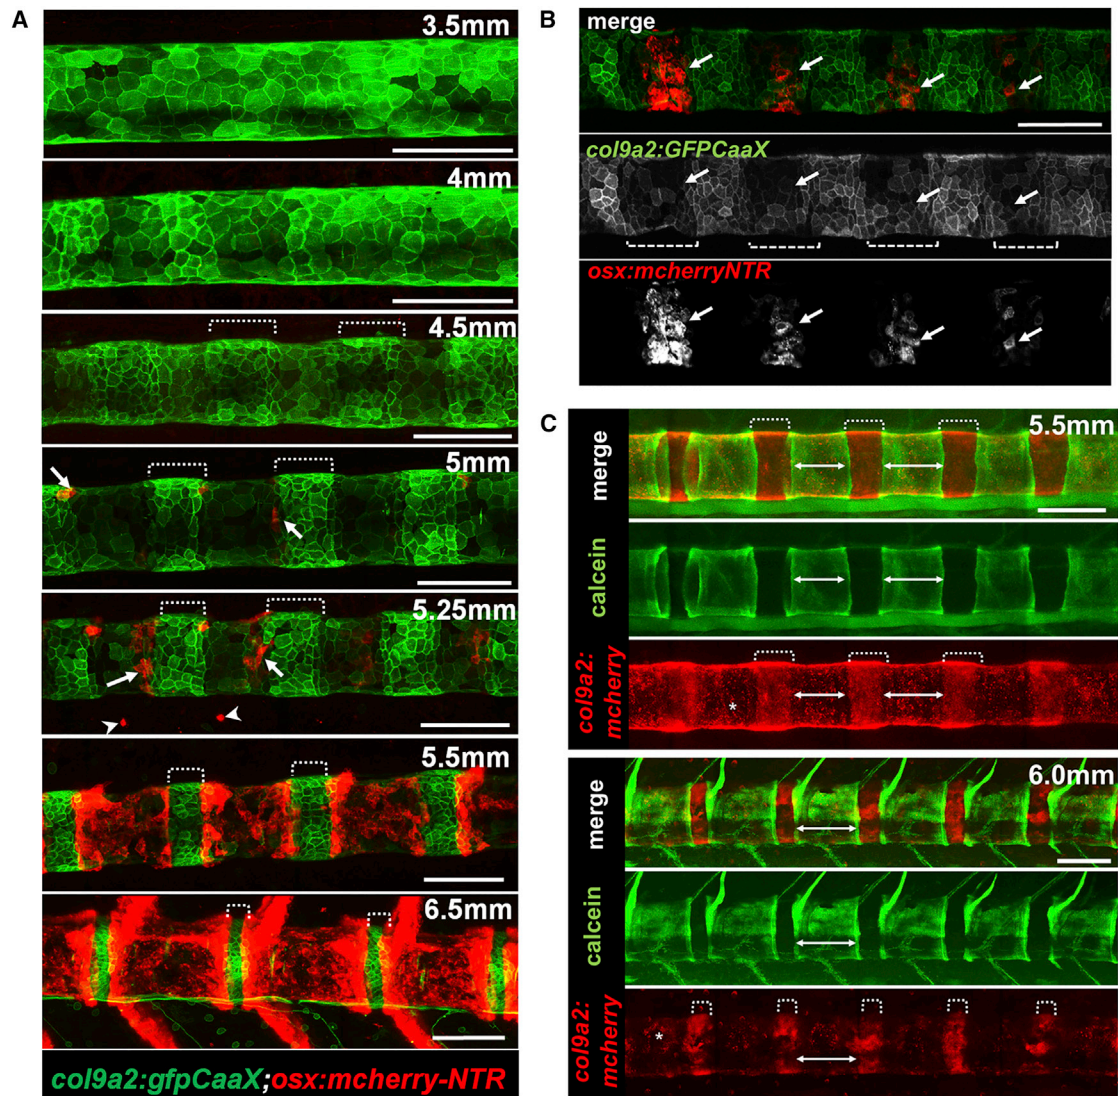 A
3.5mm
4mm
4.5mm
5mm
5.25mm
5.5mm
6.5mm
col9a2:gfpCaaX;osx:mcherry-NTR
B
merge
col9a2:GFPCaaX
osx:mcherryNTR
C
5.5mm
merge
calcein
col9a2:
mcherry
*
6.0mm
merge
calcein
col9a2:
mcherry
*